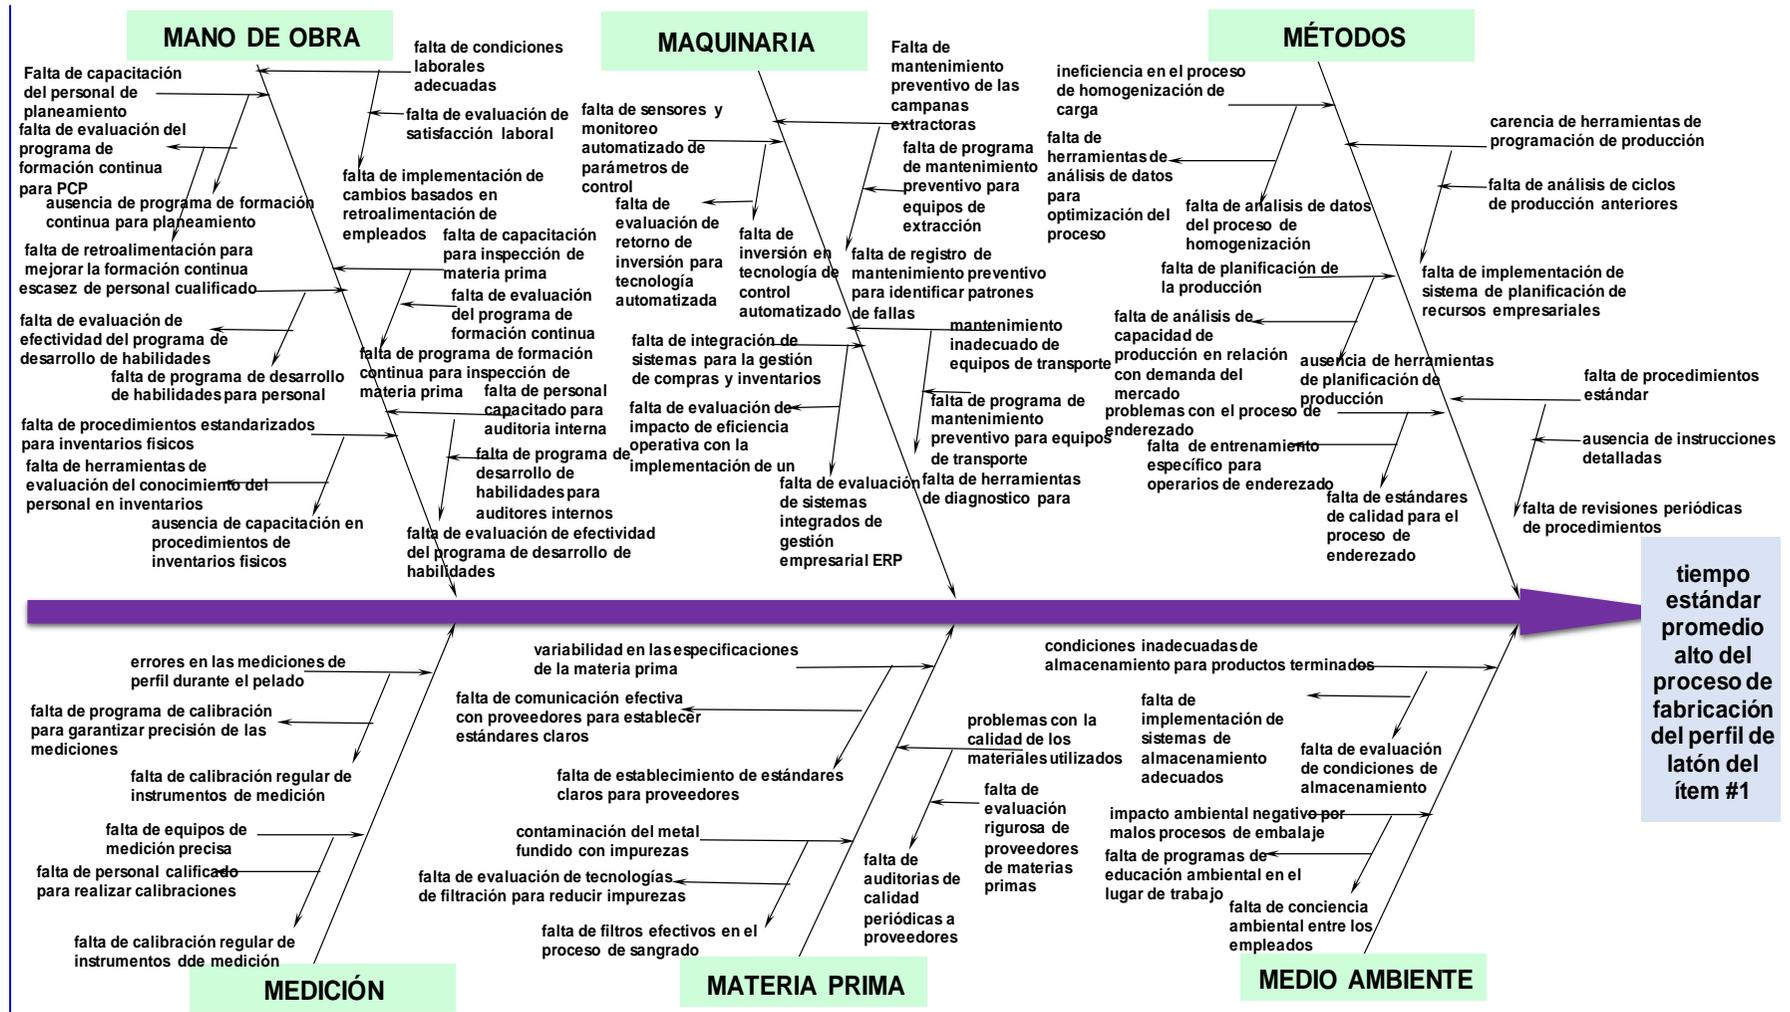 MANO DE OBRA
Falta de capacitación
del personal de
planeamiento
falta de evaluación del
programa de
formación continua
para PCP
ausencia de programa de formación
continua para planeamiento
falta de retroalimentación para
mejorar la formación continua
falta de condiciones
laborales
adecuadas
falta de evaluación de
satisfacción laboral
falta de implementación de
cambios basados en
retroalimentación de
empleados
escasez de personal cualificado
falta de evaluación de
efectividad del programa de
desarrollo de habilidades
falta de programa de desarrollo
de habilidades para personal
falta de capacitación
para inspección de
materia prima
falta de evaluación
del programa de
formación continua
falta de programa de formación
continua para inspección de
materia prima
falta de procedimientos estandarizados
para inventarios fisicos
falta de herramientas de
evaluación del conocimiento del
personal en inventarios
ausencia de capacitación en
procedimientos de
inventarios fisicos
falta de personal
capacitado para
auditoria interna
falta de programa de
desarrollo de
habilidades para
auditores internos
falta de evaluación de efectividad
del programa de desarrollo de
habilidades
MAQUINARIA
falta de sensores y
monitoreo
automatizado de
parámetros de
control
falta de
evaluación de
retorno de
inversión para
tecnología
automatizada
falta de
inversión en
tecnología de
control
automatizado
Falta de
mantenimiento
preventivo de las
campanas
extractoras
falta de programa
de mantenimiento
preventivo para
equipos de
extracción
falta de registro de
mantenimiento preventivo
para identificar patrones
de fallas
falta de integración de
sistemas para la gestión
de compras y inventarios
falta de evaluación de
impacto de eficiencia
operativa con la
implementación de un
falta de evaluación
de sistemas
integrados de
gestión
empresarial ERP
mantenimiento
inadecuado de
equipos de transporte
falta de programa de
mantenimiento
preventivo para equipos
de transporte
falta de herramientas
de diagnostico para
MÉTODOS
ineficiencia en el proceso
de homogenización de
carga
falta de
herramientas de
análisis de datos
para
optimización del
proceso
falta de analisis de datos
del proceso de
homogenización
carencia de herramientas de
programación de producción
falta de análisis de ciclos
de producción anteriores
falta de implementación de
sistema de planificación de
recursos empresariales
falta de planificación de
la producción
falta de análisis de
capacidad de
producción en relación
con demanda del
mercado
ausencia de herramientas
de planificación de
producción
problemas con el proceso de
enderezado
falta de entrenamiento
específico para
operarios de enderezado
falta de estándares
de calidad para el
proceso de
enderezado
falta de procedimientos
estándar
ausencia de instrucciones
detalladas
falta de revisiones periódicas
de procedimientos
tiempo
estándar
promedio
alto del
proceso de
fabricación
del perfil de
latón del
ítem #1
errores en las mediciones de
perfil durante el pelado
falta de programa de calibración
para garantizar precisión de las
mediciones
falta de calibración regular de
instrumentos de medición
falta de equipos de
medición precisa
falta de personal calificado
para realizar calibraciones
falta de calibración regular de
instrumentos dde medición
MEDICIÓN
variabilidad en las especificaciones
de la materia prima
falta de comunicación efectiva
con proveedores para establecer
estándares claros
falta de establecimiento de estándares
claros para proveedores
problemas con la
calidad de los
materiales utilizados
falta de
evaluación
rigurosa de
proveedores
de materias
primas
falta de
auditorias de
calidad
periódicas a
proveedores
contaminación del metal
fundido con impurezas
falta de evaluación de tecnologías
de filtración para reducir impurezas
falta de filtros efectivos en el
proceso de sangrado
MATERIA PRIMA
condiciones inadecuadas de
almacenamiento para productos terminados
falta de
implementación de
sistemas de
almacenamiento
adecuados
falta de evaluación
de condiciones de
almacenamiento
impacto ambiental negativo por
malos procesos de embalaje
falta de programas de
educación ambiental en el
lugar de trabajo
falta de conciencia
ambiental entre los
empleados
MEDIO AMBIENTE